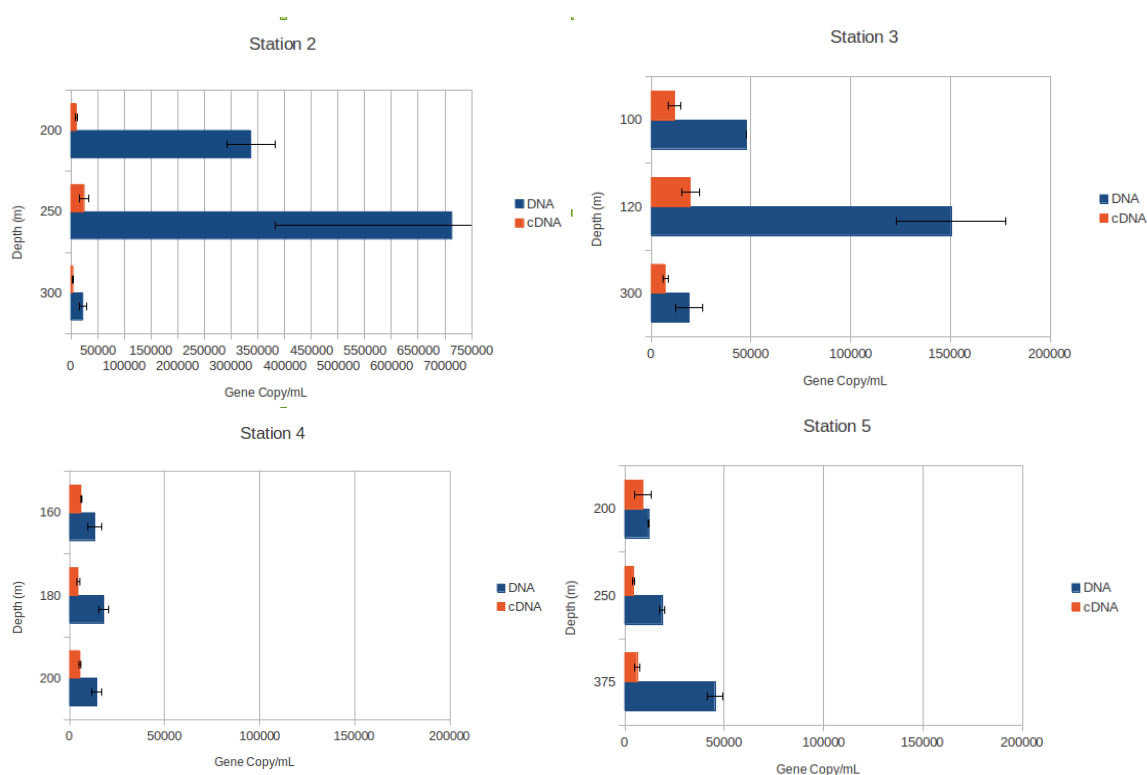 Station 2
200
250
300
Depth (m)
50000 150000 250000 350000 450000 550000 650000 750000
0 100000 200000 300000 400000 500000 600000 700000
Gene Copy/mL
DNA
cDNA
Station 3
100
120
300
Depth (m)
0 50000 100000 150000 200000
Gene Copy/mL
DNA
cDNA
Station 4
160
180
200
Depth (m)
0 50000 100000 150000 200000
Gene Copy/mL
DNA
cDNA
Station 5
200
250
375
Depth (m)
0 50000 100000 150000 200000
Gene Copy/mL
DNA
cDNA